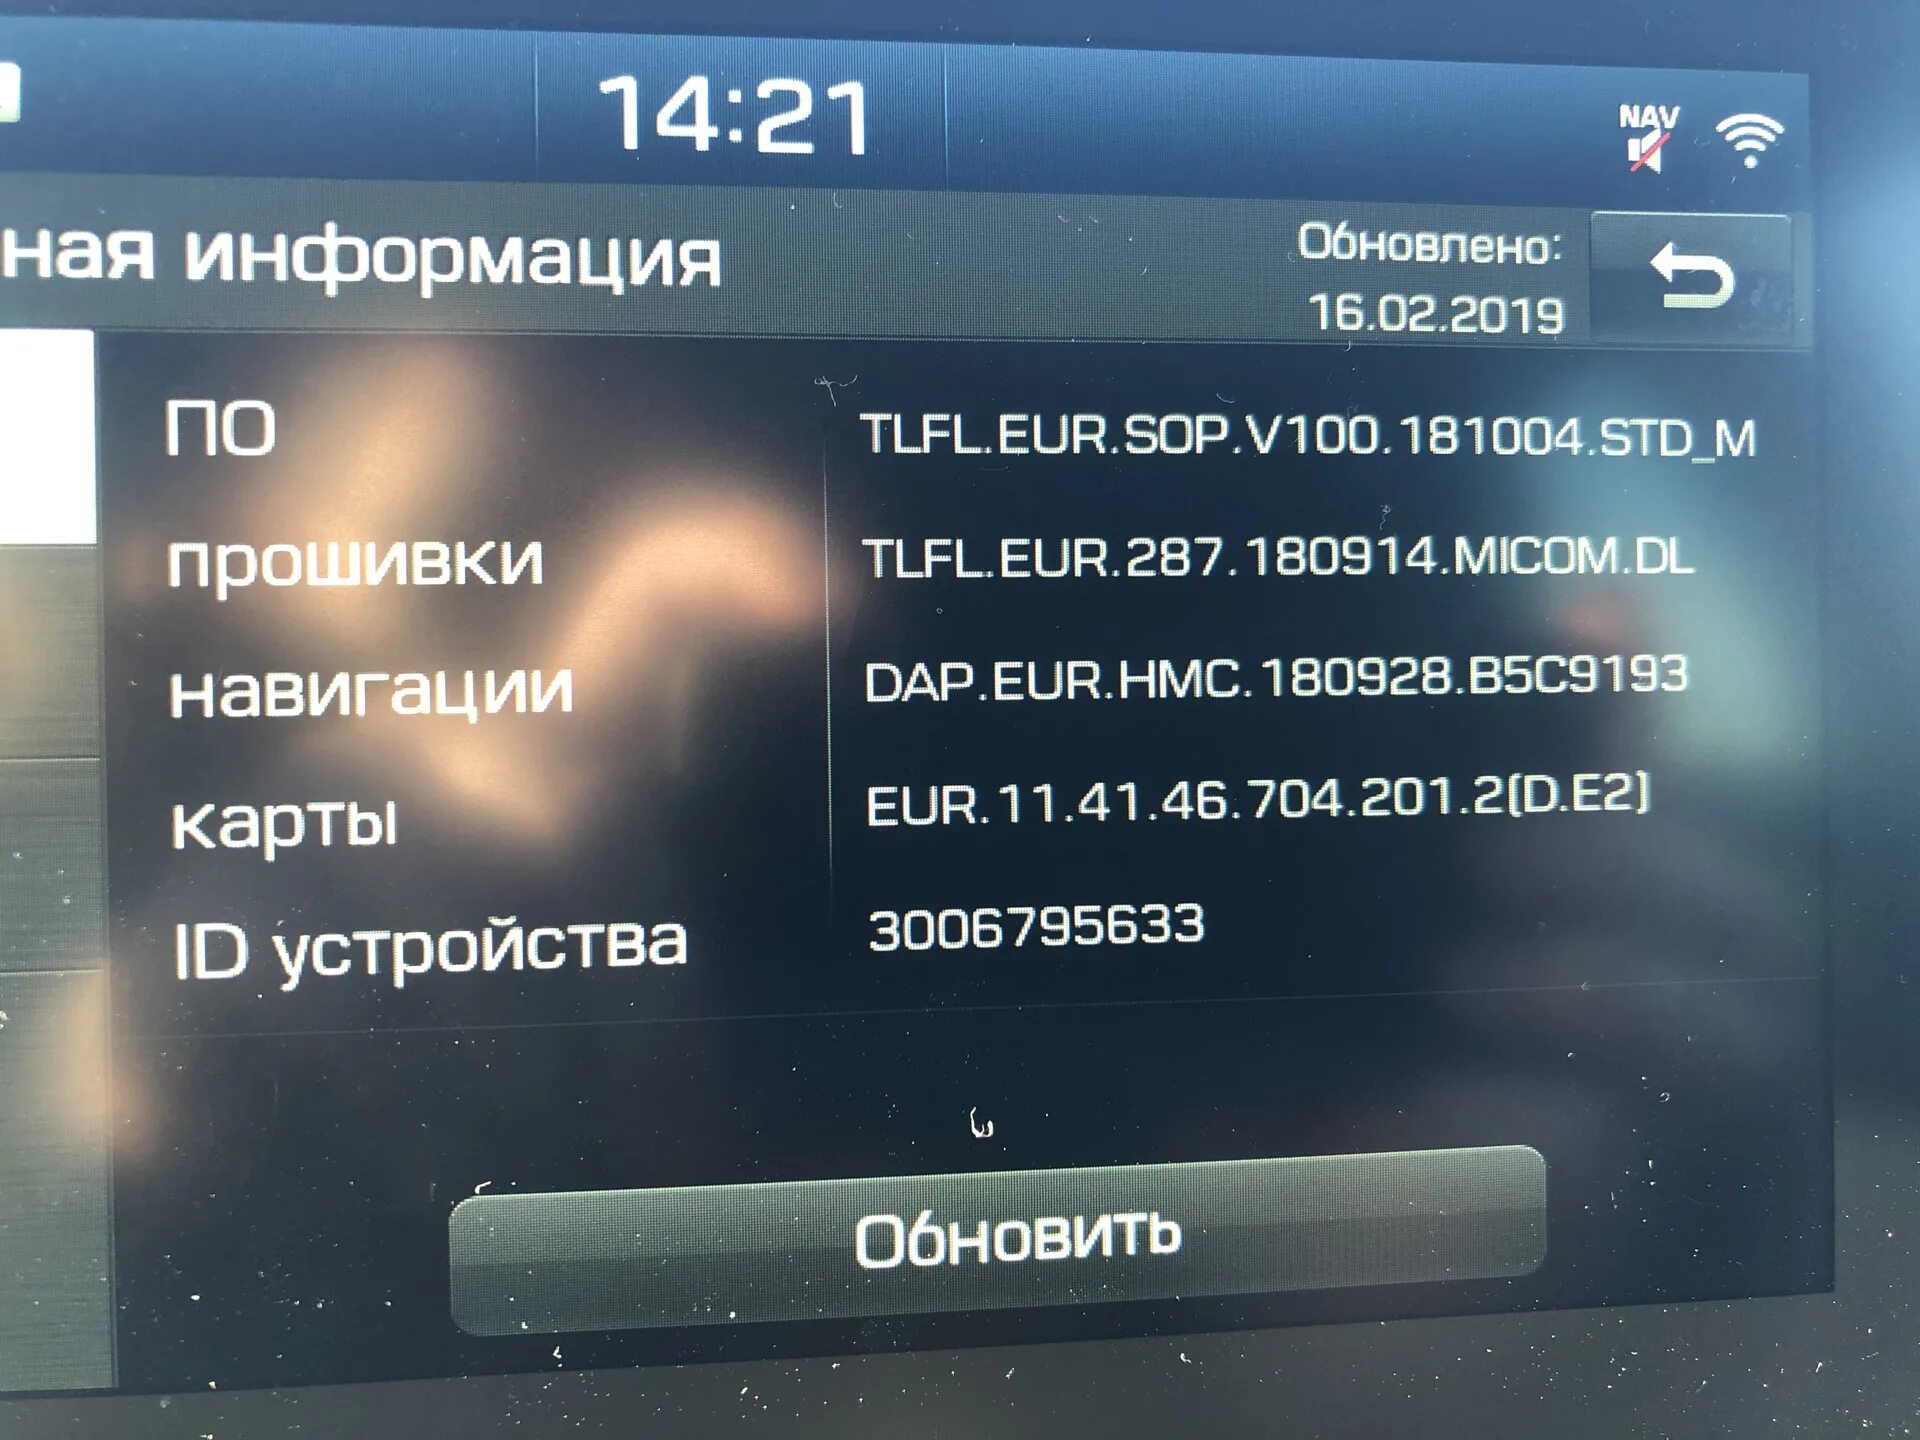 14:21
NAV
ная информация
Обновлено:
16.02.2019
ПО TLFL.EUR.SOP.V100.181004.STD_M
прошивки TLFL.EUR.287.180914.MICOM.DL
навигации DAP.EUR.HMC.180928.B5C9193
карты EUR.11.41.46.704.201.2(D.E2)
ID устройства 3006795633
Обновить